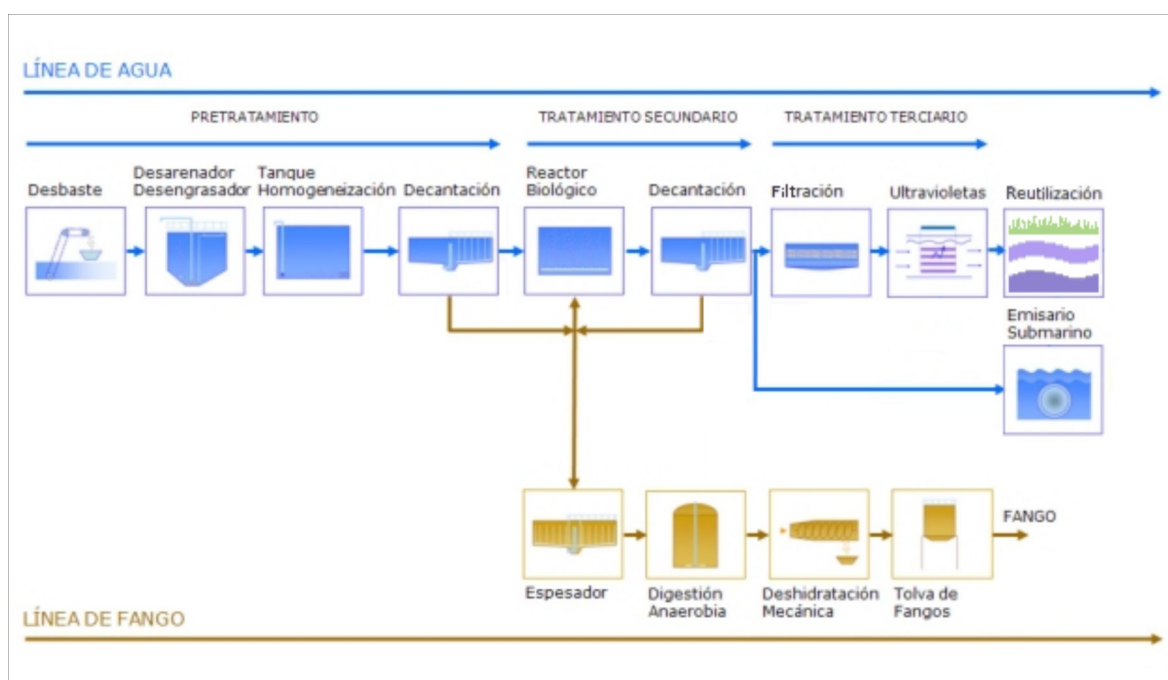 LÍNEA DE AGUA
PRETRATAMIENTO
TRATAMIENTO SECUNDARIO
TRATAMIENTO TERCIARIO
Desbaste
Desarenador
Desengrasador
Tanque
Homogeneización
Decantación
Reactor
Biológico
Decantación
Filtración
Ultravioletas
Reutilización
Emisario
Submarino
FANGO
Espesador
Digestión
Anaerobia
Deshidratación
Mecánica
Tolva de
Fangos
LÍNEA DE FANGO